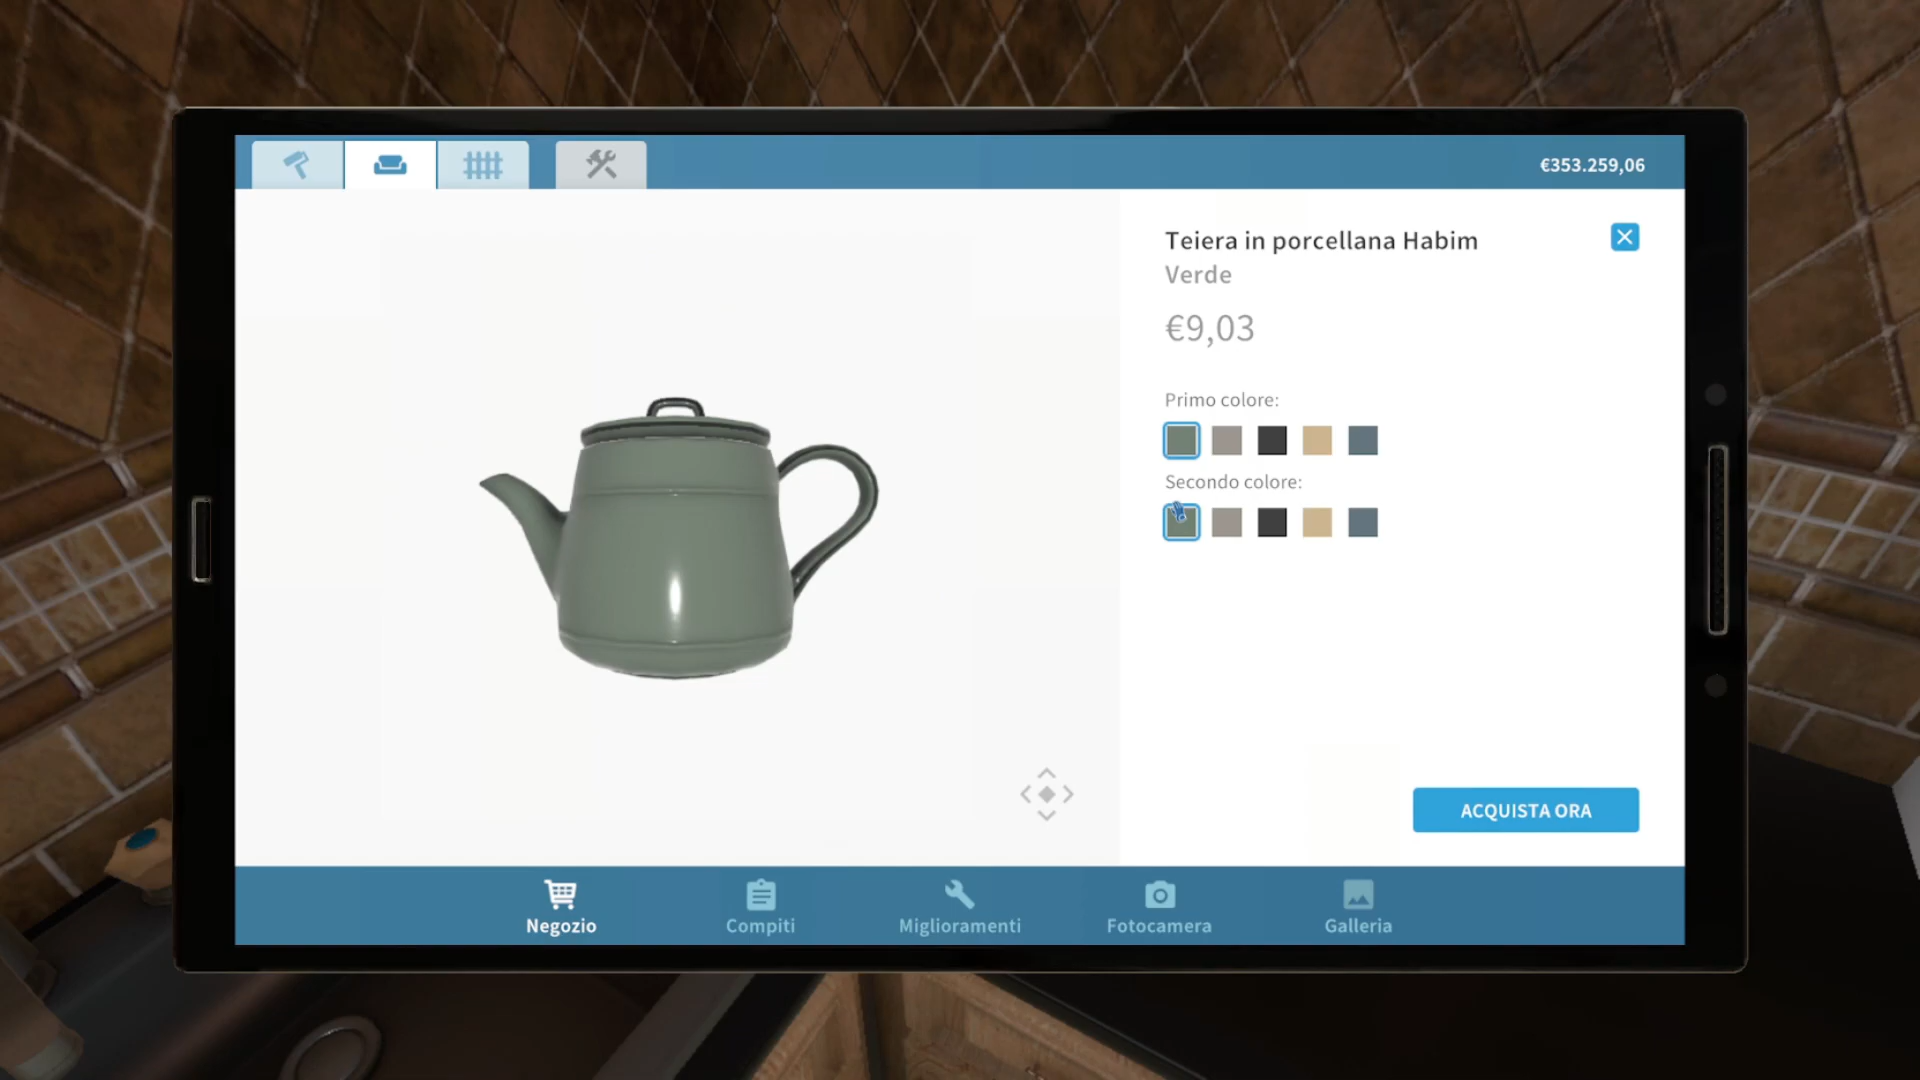 €353.259,06
Teiera in porcellana Habim
Verde
€9,03
Primo colore:
Secondo colore:
ACQUISTA ORA
Negozio
Compiti
Miglioramenti
Fotocamera
Galleria